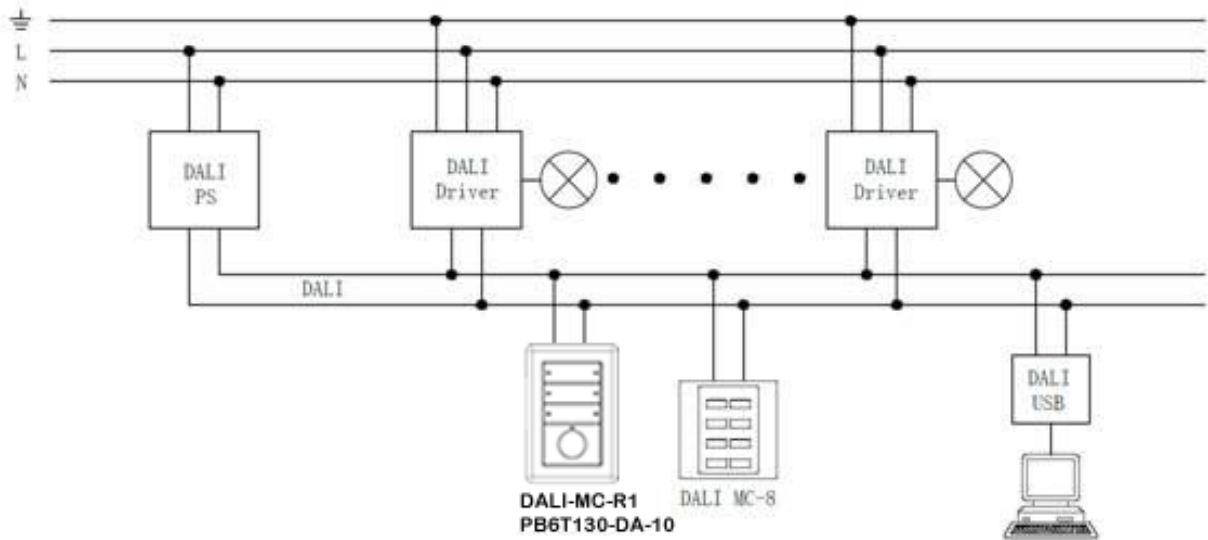 L
N
DALI
PS
DALI
Driver
DALI
Driver
DALI
DALI
USB
DALI-MC-R1
PB6T130-DA-10
DALI MC-8